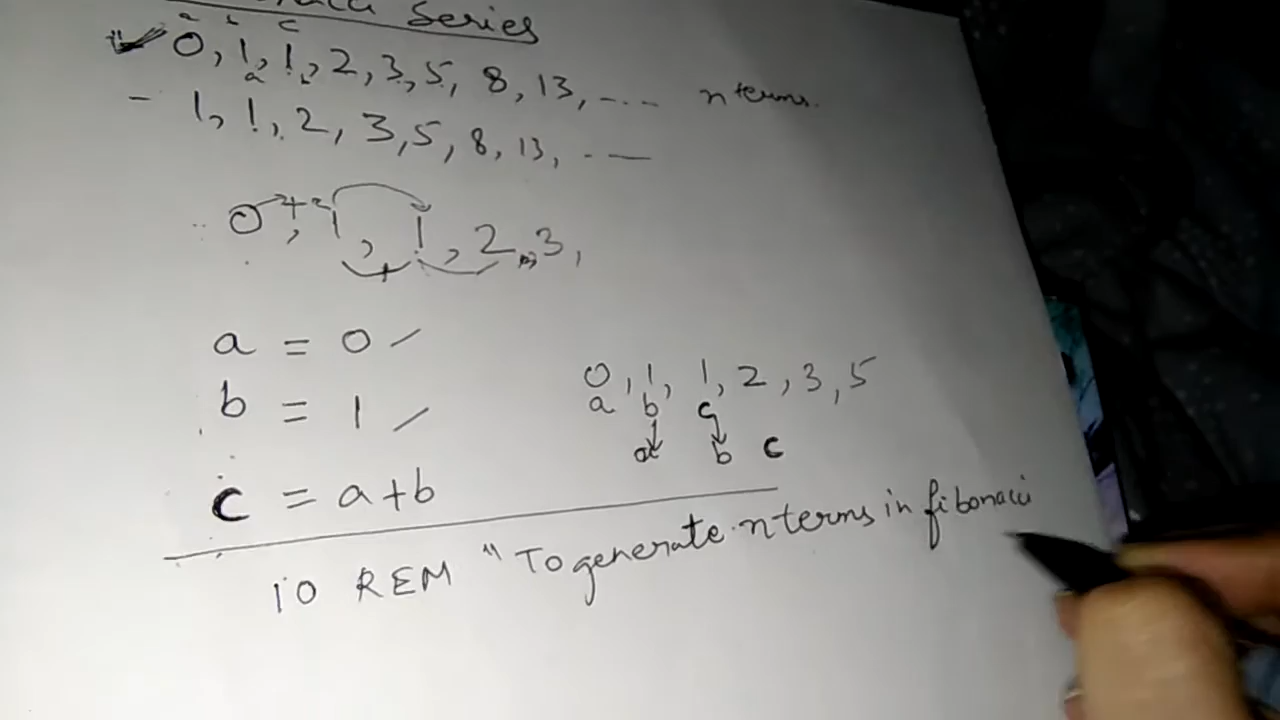 Series
a b c
0, 1, 1, 2, 3, 5, 8, 13, ---- n terms.
a b
- 1, 1, 2, 3, 5, 8, 13, ----
0 + 1, 1, 2, 3,
a = 0
b = 1
c = a+b
0, 1, 1, 2, 3, 5
a b c
a b c
10 REM "To generate n terms in fibonacci